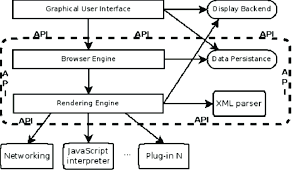 Graphical User Interface
Display Backend
API
API
API
Browser Engine
Data Persistance
A
P
I
A
P
I
Rendering Engine
XML parser
API
API
Networking
JavaScript
interpreter
...
Plug-in N